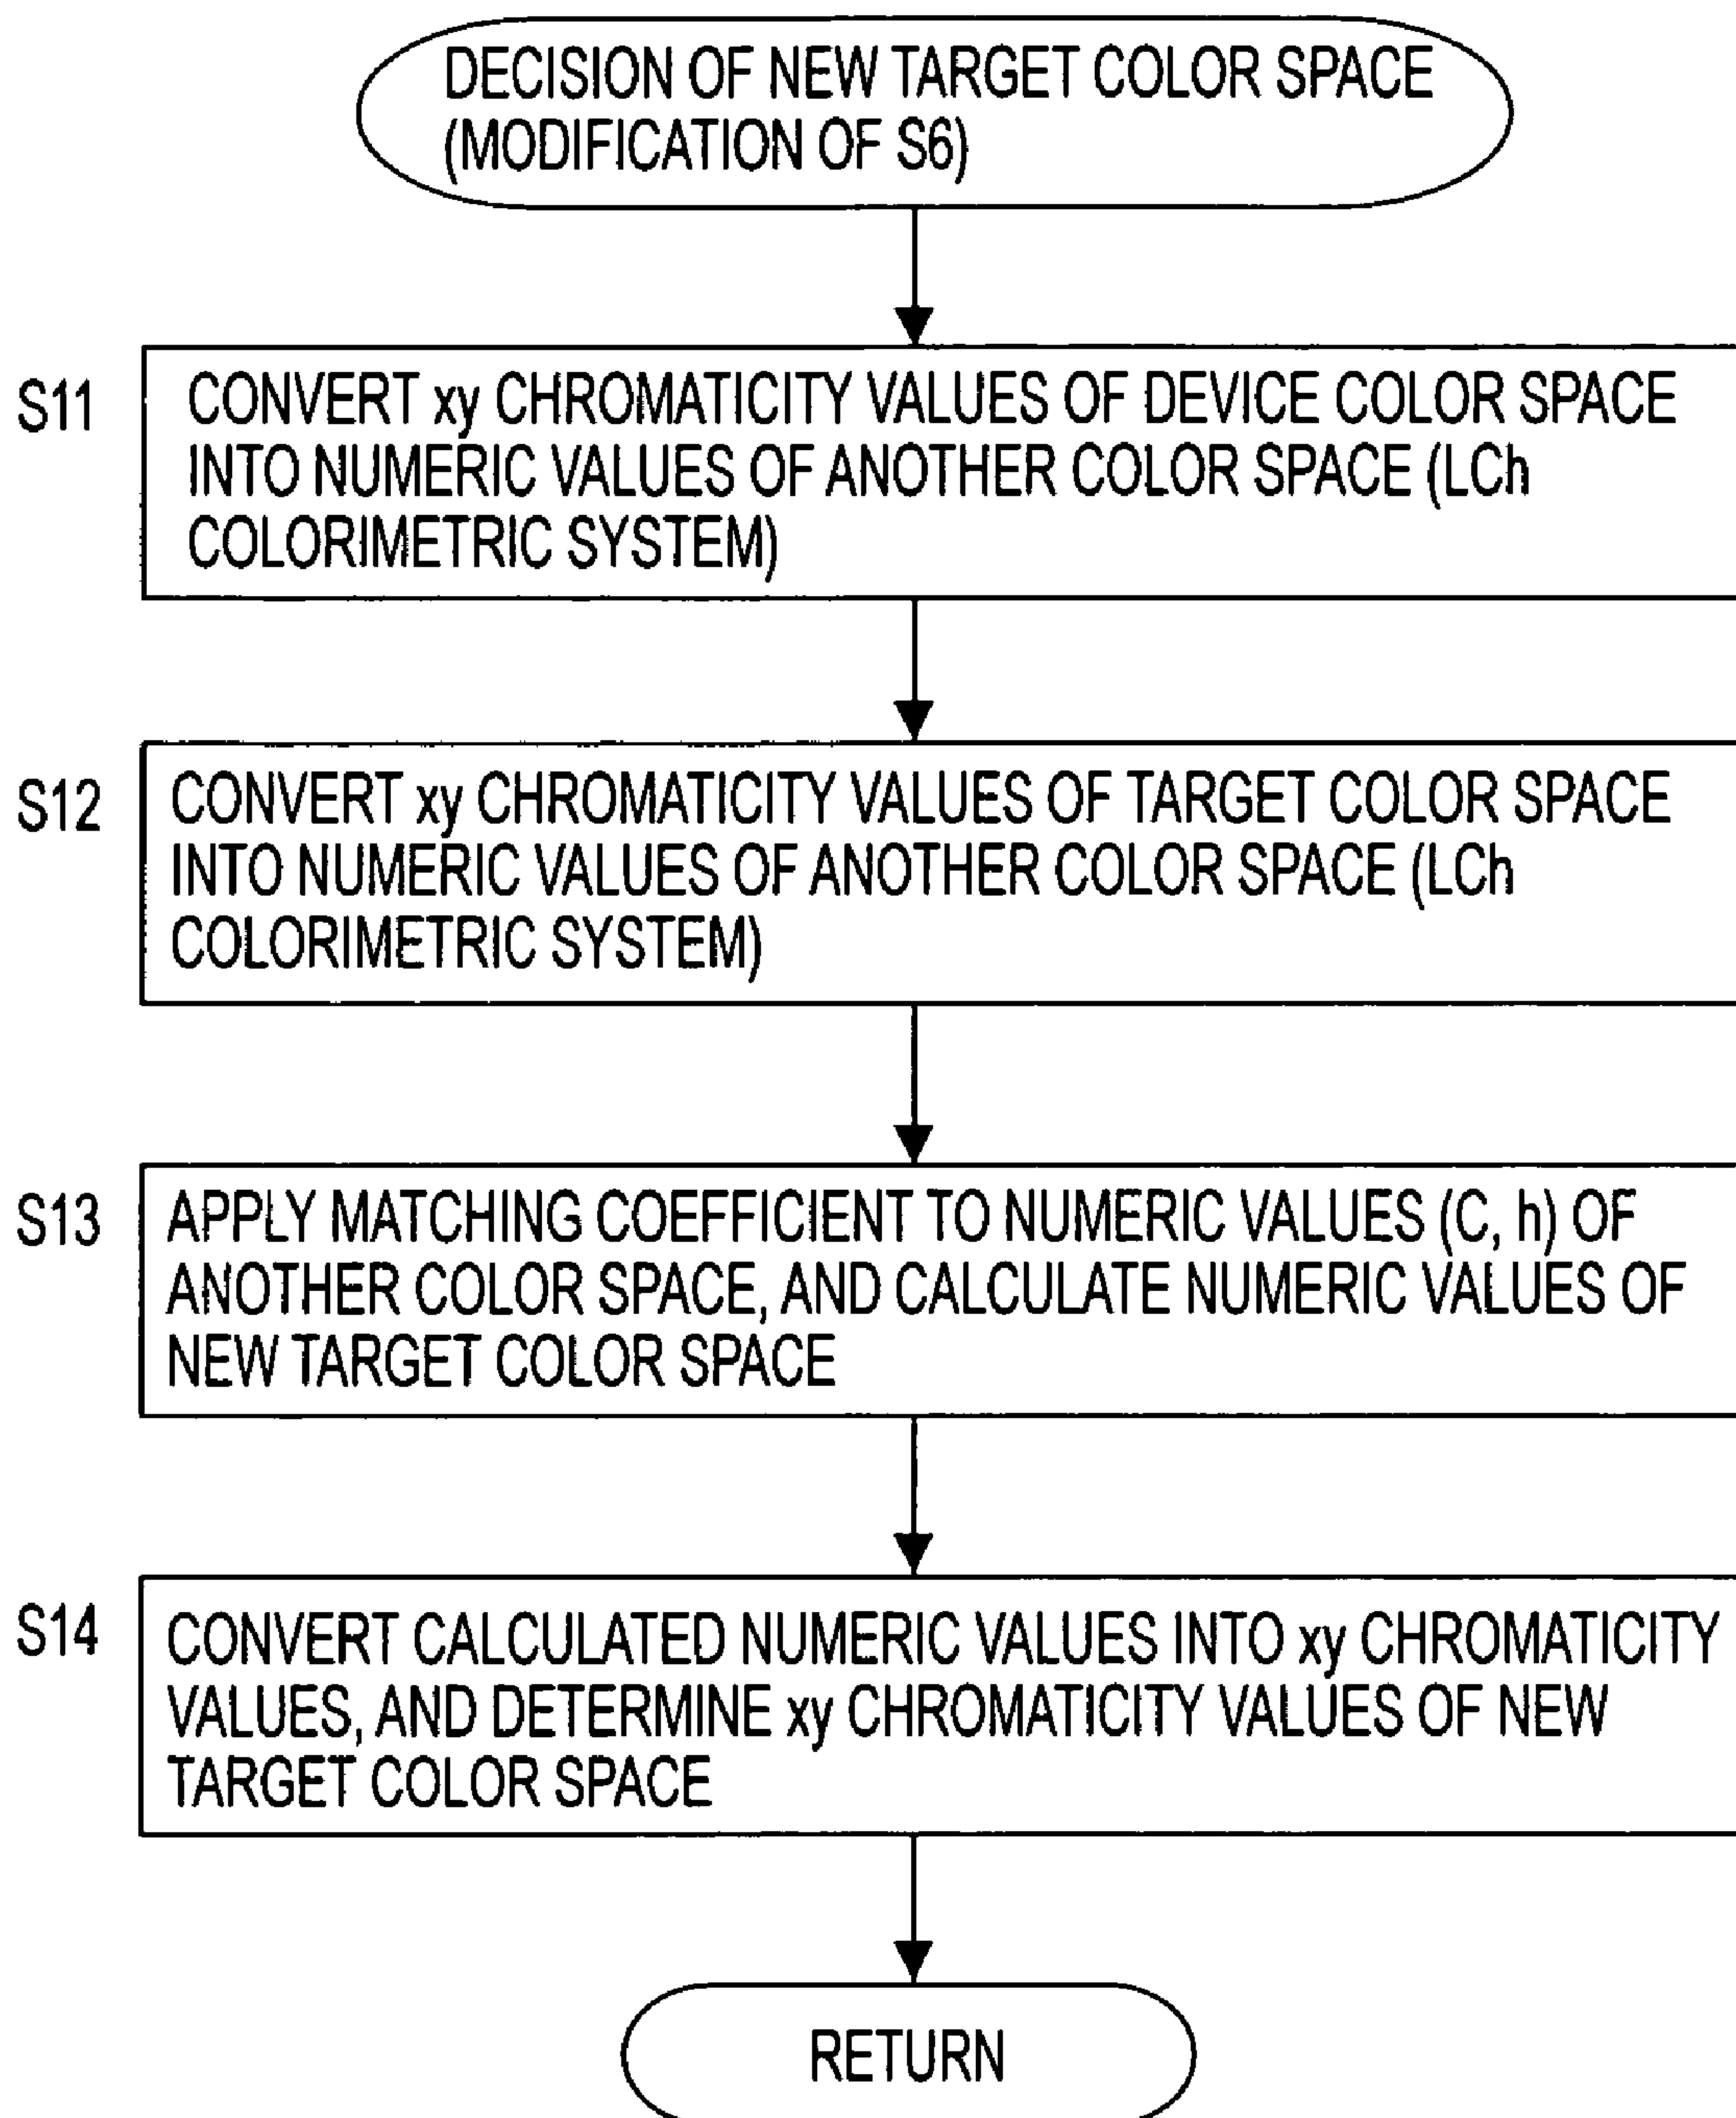 DECISION OF NEW TARGET COLOR SPACE
(MODIFICATION OF S6)
S11
CONVERT xy CHROMATICITY VALUES OF DEVICE COLOR SPACE
INTO NUMERIC VALUES OF ANOTHER COLOR SPACE (LCh
COLORIMETRIC SYSTEM)
S12
CONVERT xy CHROMATICITY VALUES OF TARGET COLOR SPACE
INTO NUMERIC VALUES OF ANOTHER COLOR SPACE (LCh
COLORIMETRIC SYSTEM)
S13
APPLY MATCHING COEFFICIENT TO NUMERIC VALUES (C, h) OF
ANOTHER COLOR SPACE, AND CALCULATE NUMERIC VALUES OF
NEW TARGET COLOR SPACE
S14
CONVERT CALCULATED NUMERIC VALUES INTO xy CHROMATICITY
VALUES, AND DETERMINE xy CHROMATICITY VALUES OF NEW
TARGET COLOR SPACE
RETURN